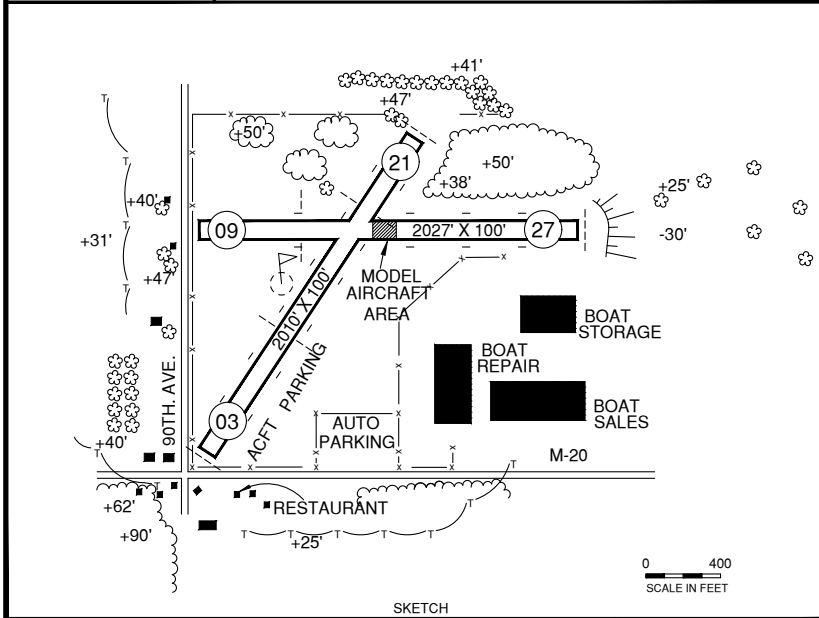 +41'
+47'
+50'
21
+50'
+38'
+25'
+40'
+31'
09
2027' X 100'
27
-30'
+47'
MODEL
AIRCRAFT
AREA
2010' X 100'
BOAT
STORAGE
BOAT
REPAIR
90TH. AVE.
ACFT PARKING
BOAT
SALES
03
AUTO
PARKING
+40'
M-20
+62'
RESTAURANT
+90'
+25'
0 400
SCALE IN FEET
SKETCH
T
T
T
T
T
T
T
T
T
T
T
T
T